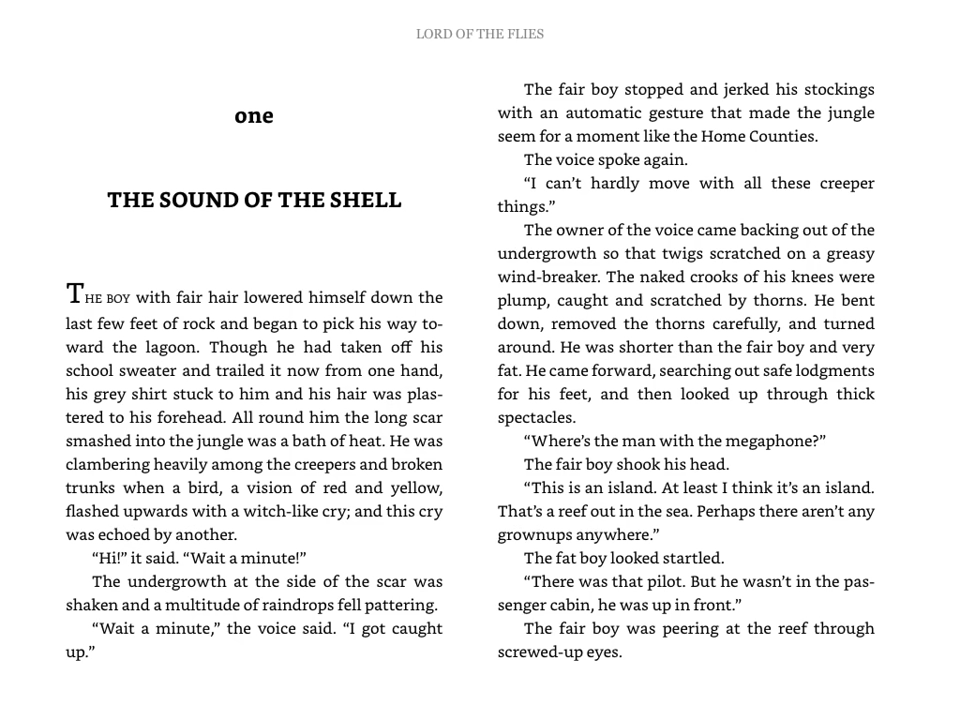 LORD OF THE FLIES
one
THE SOUND OF THE SHELL
THE BOY with fair hair lowered himself down the
last few feet of rock and began to pick his way to-
ward the lagoon. Though he had taken off his
school sweater and trailed it now from one hand,
his grey shirt stuck to him and his hair was plas-
tered to his forehead. All round him the long scar
smashed into the jungle was a bath of heat. He was
clambering heavily among the creepers and broken
trunks when a bird, a vision of red and yellow,
flashed upwards with a witch-like cry; and this cry
was echoed by another.
“Hi!” it said. “Wait a minute!”
The undergrowth at the side of the scar was
shaken and a multitude of raindrops fell pattering.
“Wait a minute,” the voice said. “I got caught
up.”
The fair boy stopped and jerked his stockings
with an automatic gesture that made the jungle
seem for a moment like the Home Counties.
The voice spoke again.
“I can’t hardly move with all these creeper
things.”
The owner of the voice came backing out of the
undergrowth so that twigs scratched on a greasy
wind-breaker. The naked crooks of his knees were
plump, caught and scratched by thorns. He bent
down, removed the thorns carefully, and turned
around. He was shorter than the fair boy and very
fat. He came forward, searching out safe lodgments
for his feet, and then looked up through thick
spectacles.
“Where’s the man with the megaphone?”
The fair boy shook his head.
“This is an island. At least I think it’s an island.
That’s a reef out in the sea. Perhaps there aren’t any
grownups anywhere.”
The fat boy looked startled.
“There was that pilot. But he wasn’t in the pas-
senger cabin, he was up in front.”
The fair boy was peering at the reef through
screwed-up eyes.